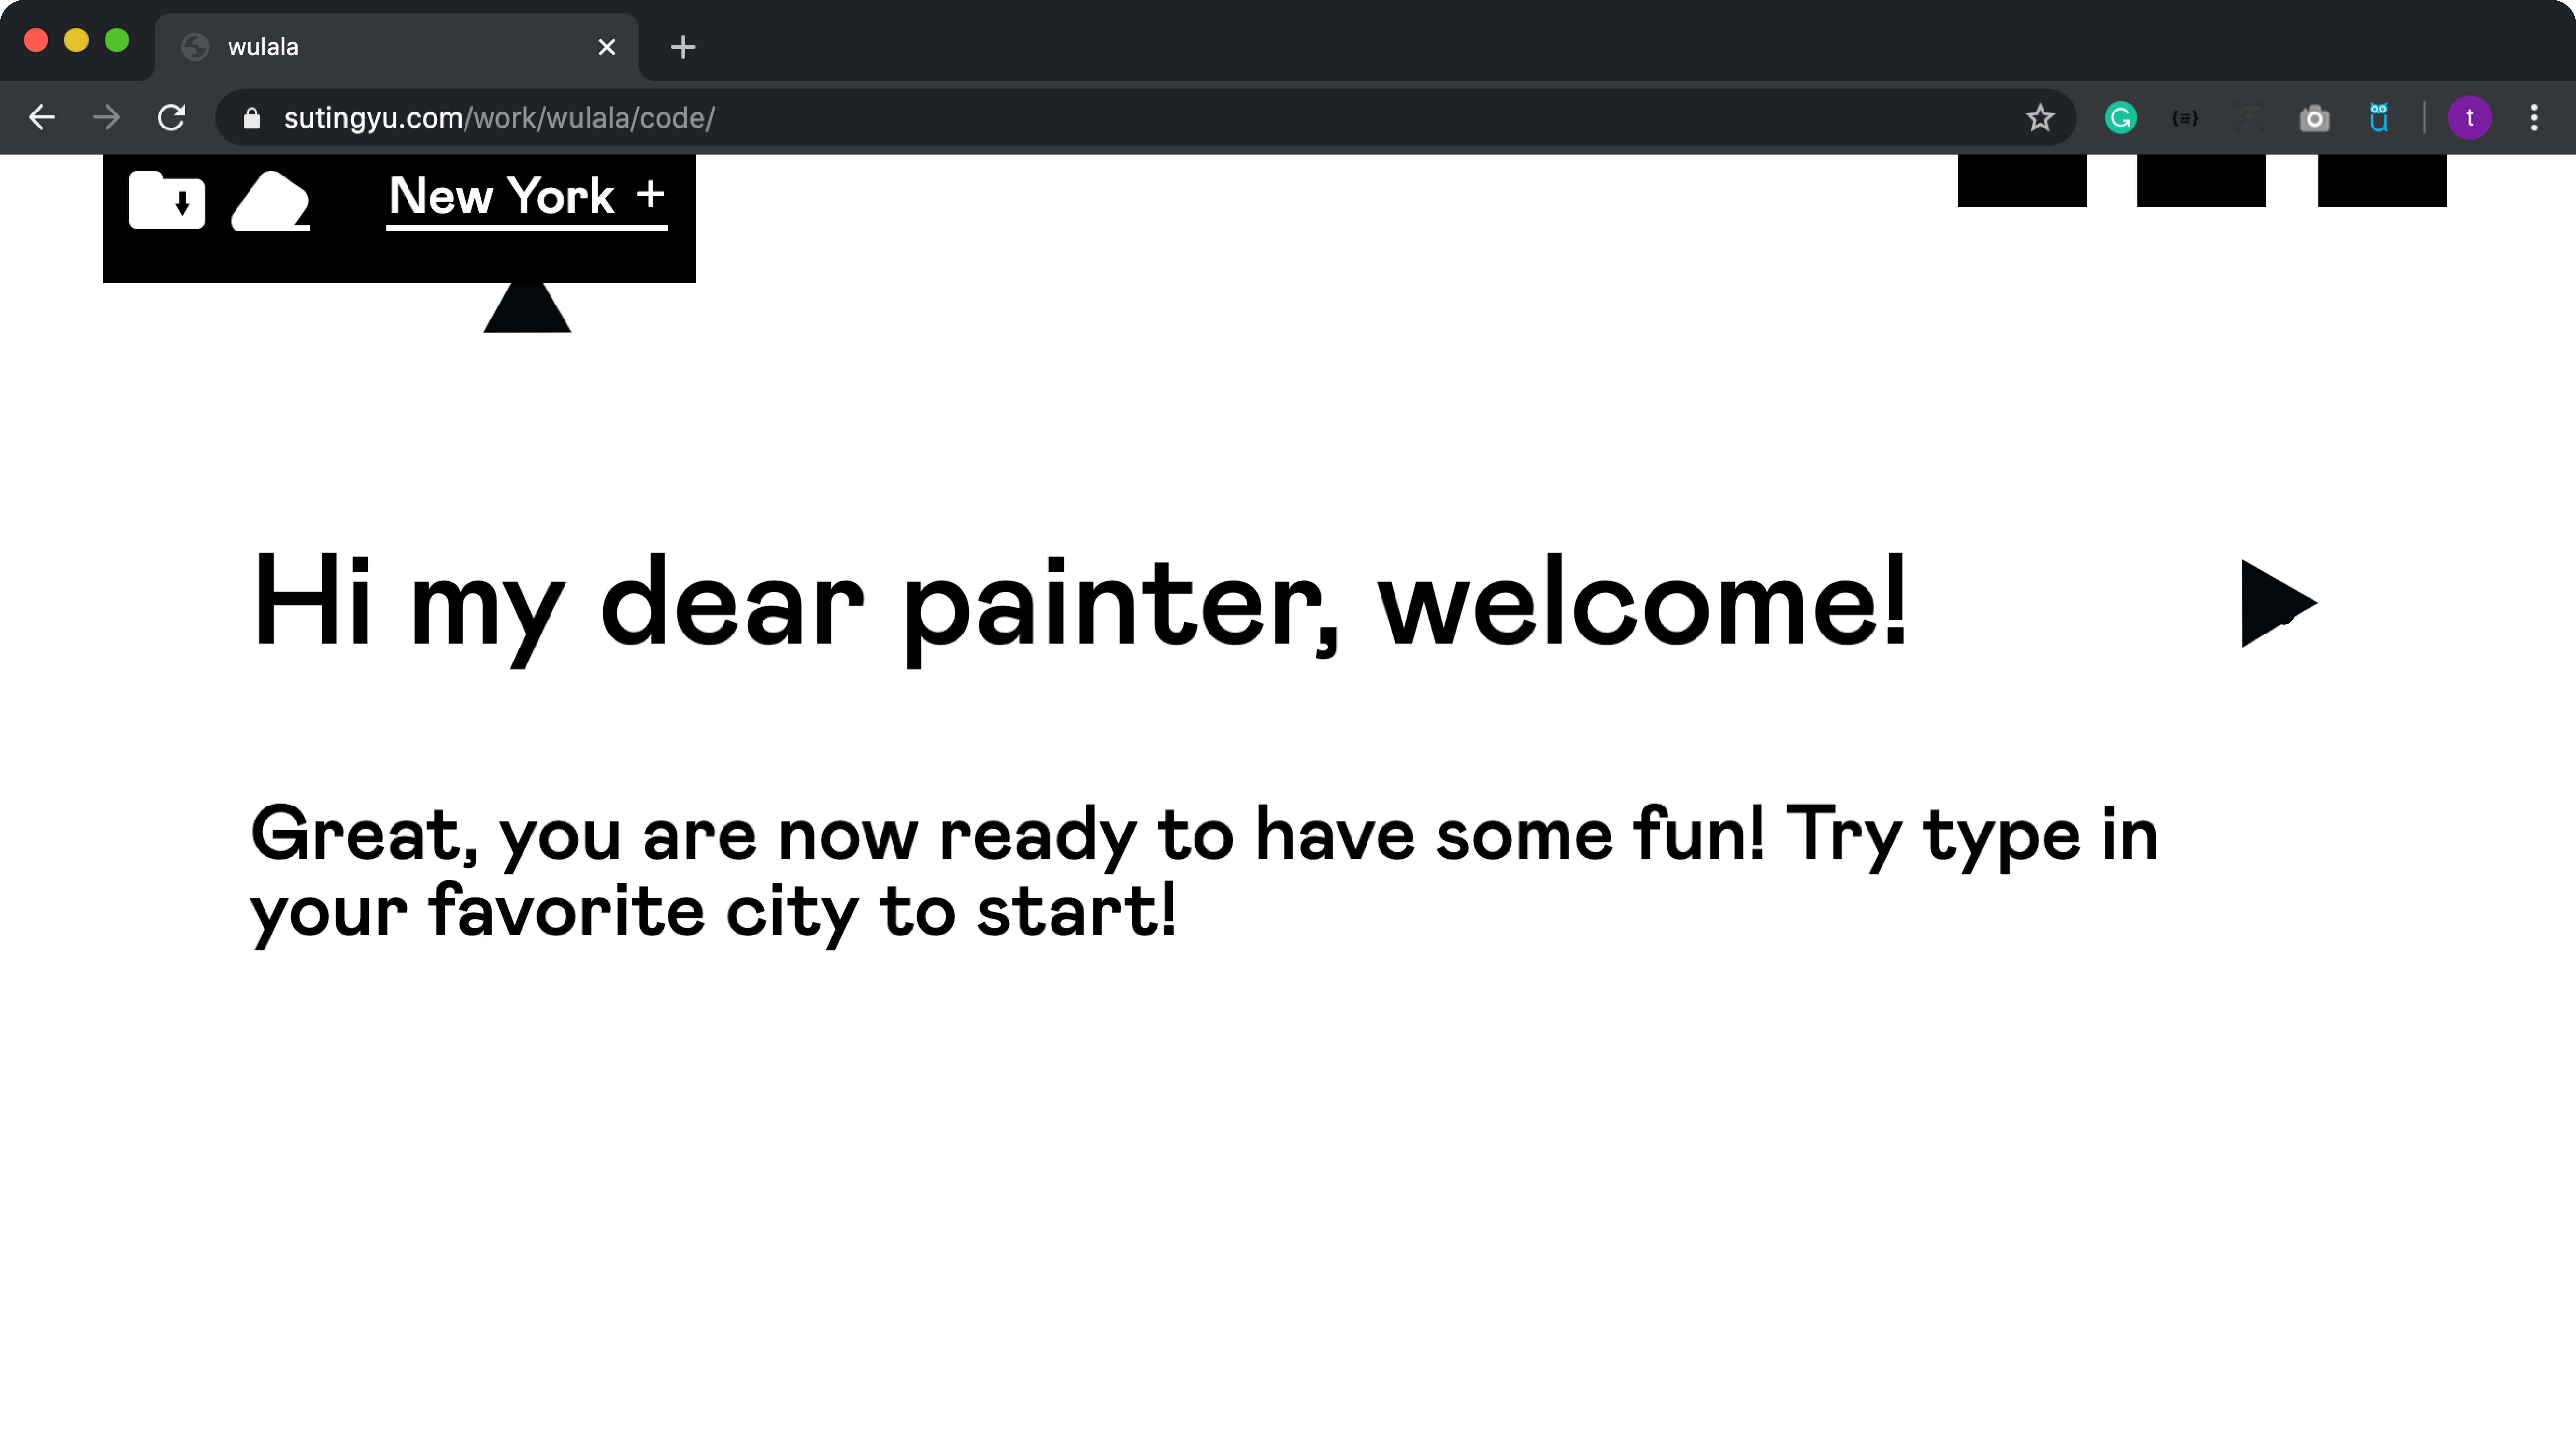 wulala
sutingyu.com/work/wulala/code/
t
New York +
Hi my dear painter, welcome!
Great, you are now ready to have some fun! Try type in
your favorite city to start!